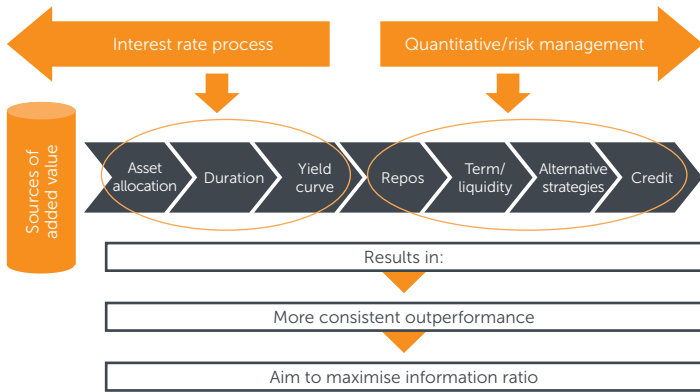 Interest rate process
Quantitative/risk management
Sources of
added value
Asset
allocation
Duration
Yield
curve
Repos
Term/
liquidity
Alternative
strategies
Credit
Results in:
More consistent outperformance
Aim to maximise information ratio